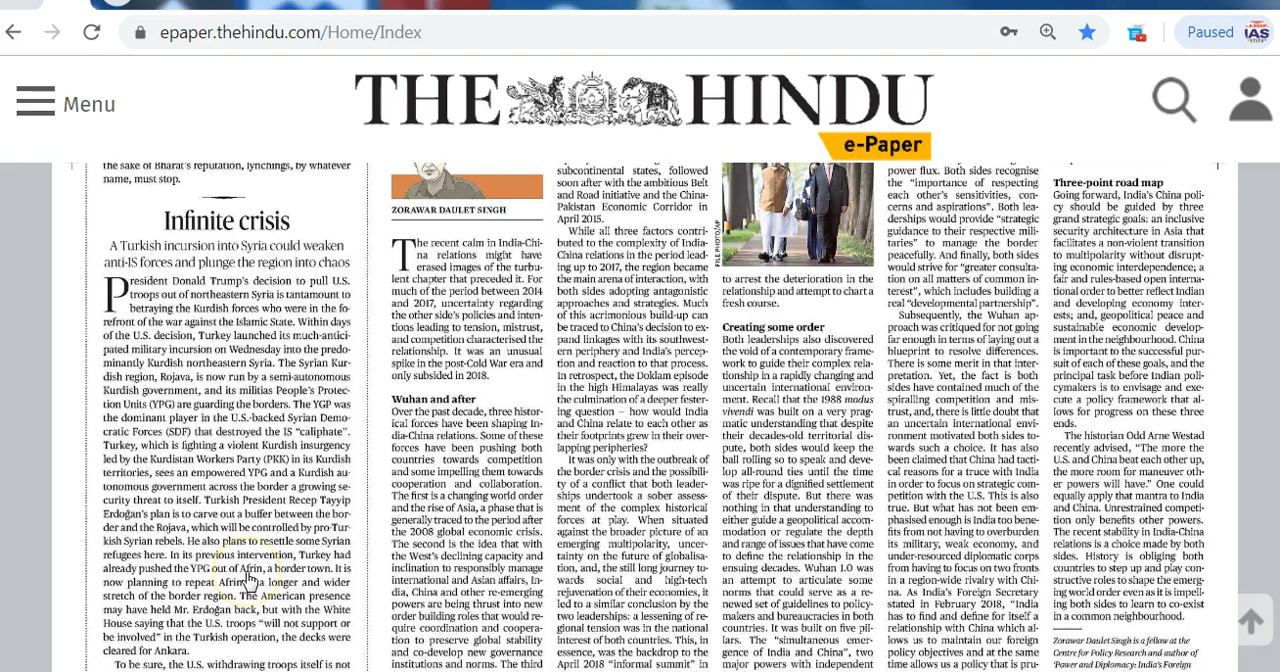 epaper.thehindu.com/Home/Index
Paused
IAS
Menu
THE HINDU
e-Paper
the sake of Bharat's reputation, lynchings, by whatever
name, must stop.
Infinite crisis
A Turkish incursion into Syria could weaken
anti-IS forces and plunge the region into chaos
President Donald Trump's decision to pull U.S.
troops out of northeastern Syria is tantamount to
betraying the Kurdish forces who were in the fo-
refront of the war against the Islamic State. Within days
of the U.S. decision, Turkey launched its much-antici-
pated military incursion on Wednesday into the predo-
minantly Kurdish northeastern Syria. The Syrian Kur-
dish region, Rojava, is now run by a semi-autonomous
Kurdish government, and its militias People's Protec-
tion Units (YPG) are guarding the borders. The YGP was
the dominant player in the U.S.-backed Syrian Demo-
cratic Forces (SDF) that destroyed the IS "caliphate".
Turkey, which is fighting a violent Kurdish insurgency
led by the Kurdistan Workers Party (PKK) in its Kurdish
territories, sees an empowered YPG and a Kurdish au-
tonomous government across the border a growing se-
curity threat to itself. Turkish President Recep Tayyip
Erdoğan's plan is to carve out a buffer between the bor-
der and the Rojava, which will be controlled by pro-Tur-
kish Syrian rebels. He also plans to resettle some Syrian
refugees here. In its previous intervention, Turkey had
already pushed the YPG out of Afrin, a border town. It is
now planning to repeat Afrin a longer and wider
stretch of the border region. The American presence
may have held Mr. Erdoğan back, but with the White
House saying that the U.S. troops "will not support or
be involved" in the Turkish operation, the decks were
cleared for Ankara.
To be sure, the U.S. withdrawing troops itself is not
ZORAWAR DAULET SINGH
The recent calm in India-Chi-
na relations might have
erased images of the turbu-
lent chapter that preceded it. For
much of the period between 2014
and 2017, uncertainty regarding
the other side's policies and inten-
tions leading to tension, mistrust,
and competition characterised the
relationship. It was an unusual
spike in the post-Cold War era and
only subsided in 2018.
Wuhan and after
Over the past decade, three histor-
ical forces have been shaping In-
dia-China relations. Some of these
forces have been pushing both
countries towards competition
and some impelling them towards
cooperation and collaboration.
The first is a changing world order
and the rise of Asia, a phase that is
generally traced to the period after
the 2008 global economic crisis.
The second is the idea that with
the West's declining capacity and
inclination to responsibly manage
international and Asian affairs, In-
dia, China and other re-emerging
powers are being thrust into new
order building roles that would re-
quire coordination and coopera-
tion to preserve global stability
and co-develop new governance
institutions and norms. The third
subcontinental states, followed
soon after with the ambitious Belt
and Road initiative and the China-
Pakistan Economic Corridor in
April 2015.
While all three factors contri-
buted to the complexity of India-
China relations in the period lead-
ing up to 2017, the region became
the main arena of interaction, with
both sides adopting antagonistic
approaches and strategies. Much
of this acrimonious build-up can
be traced to China's decision to ex-
pand linkages with its southwest-
ern periphery and India's percep-
tion and reaction to that process.
In retrospect, the Doklam episode
in the high Himalayas was really
the culmination of a deeper fester-
ing question – how would India
and China relate to each other as
their footprints grew in their over-
lapping peripheries?
It was only with the outbreak of
the border crisis and the possibili-
ty of a conflict that both leader-
ships undertook a sober assess-
ment of the complex historical
forces at play. When situated
against the broader picture of an
emerging multipolarity, uncer-
tainty on the future of globalisa-
tion, and, the still long journey to-
wards social and high-tech
rejuvenation of their economies, it
led to a similar conclusion by the
two leaderships: a lessening of re-
gional tension was in the national
interest of both countries. This, in
essence, was the backdrop to the
April 2018 "informal summit" in
FILE PHOTO/AP
to arrest the deterioration in the
relationship and attempt to chart a
fresh course.
Creating some order
Both leaderships also discovered
the void of a contemporary frame-
work to guide their complex rela-
tionship in a rapidly changing and
uncertain international environ-
ment. Recall that the 1988 modus
vivendi was built on a very prag-
matic understanding that despite
their decades-old territorial dis-
pute, both sides would keep the
ball rolling so to speak and deve-
lop all-round ties until the time
was ripe for a dignified settlement
of their dispute. But there was
nothing in that understanding to
either guide a geopolitical accom-
modation or regulate the depth
and range of issues that have come
to define the relationship in the
ensuing decades. Wuhan 1.0 was
an attempt to articulate some
norms that could serve as a re-
newed set of guidelines to policy-
makers and bureaucracies in both
countries. It was built on five pil-
lars. The "simultaneous emer-
gence of India and China", two
major powers with independent
power flux. Both sides recognise
the "importance of respecting
each other's sensitivities, con-
cerns and aspirations". Both lea-
derships would provide "strategic
guidance to their respective mili-
taries" to manage the border
peacefully. And finally, both sides
would strive for "greater consulta-
tion on all matters of common in-
terest", which includes building a
real "developmental partnership".
Subsequently, the Wuhan ap-
proach was critiqued for not going
far enough in terms of laying out a
blueprint to resolve differences.
There is some merit in that inter-
pretation. Yet, the fact is both
sides have contained much of the
spiralling competition and mis-
trust, and, there is little doubt that
an uncertain international envi-
ronment motivated both sides to-
wards such a choice. It has also
been claimed that China had tacti-
cal reasons for a truce with India
in order to focus on strategic com-
petition with the U.S. This is also
true. But what has not been em-
phasised enough is India too bene-
fits from not having to overburden
its military, weak economy, and
under-resourced diplomatic corps
from having to focus on two fronts
in a region-wide rivalry with Chi-
na. As India's Foreign Secretary
stated in February 2018, "India
has to find and define for itself a
relationship with China which al-
lows us to maintain our foreign
policy objectives and at the same
time allows us a policy that is pru-
Three-point road map
Going forward, India's China poli-
cy should be guided by three
grand strategic goals: an inclusive
security architecture in Asia that
facilitates a non-violent transition
to multipolarity without disrupt-
ing economic interdependence; a
fair and rules-based open interna-
tional order to better reflect Indian
and developing economy inter-
ests; and, geopolitical peace and
sustainable economic develop-
ment in the neighbourhood. China
is important to the successful pur-
suit of each of these goals, and the
principal task before Indian poli-
cymakers is to envisage and exe-
cute a policy framework that al-
lows for progress on these three
ends.
The historian Odd Arne Westad
recently advised, "The more the
U.S. and China beat each other up,
the more room for maneuver oth-
er powers will have." One could
equally apply that mantra to India
and China. Unrestrained competi-
tion only benefits other powers.
The recent stability in India-China
relations is a choice made by both
sides. History is obliging both
countries to step up and play con-
structive roles to shape the emerg-
ing world order even as it is impel-
ling both sides to learn to co-exist
in a common neighbourhood.
Zorawar Daulet Singh is a fellow at the
Centre for Policy Research and author of
'Power and Diplomacy: India's Foreign